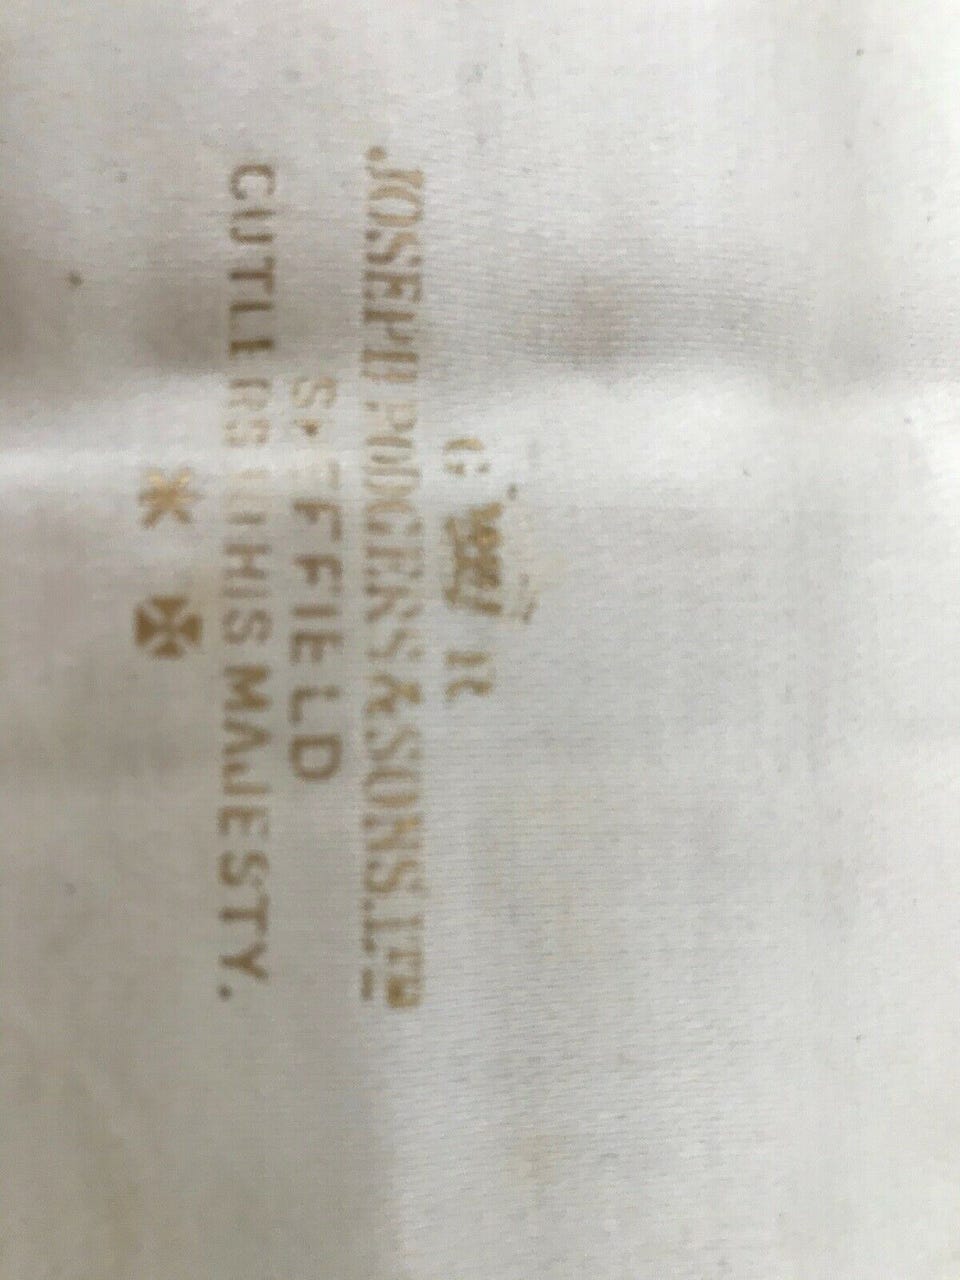 G R
JOSEPH RODGERS & SONS. LTD
SHEFFIELD
CUTLERS TO HIS MAJESTY.